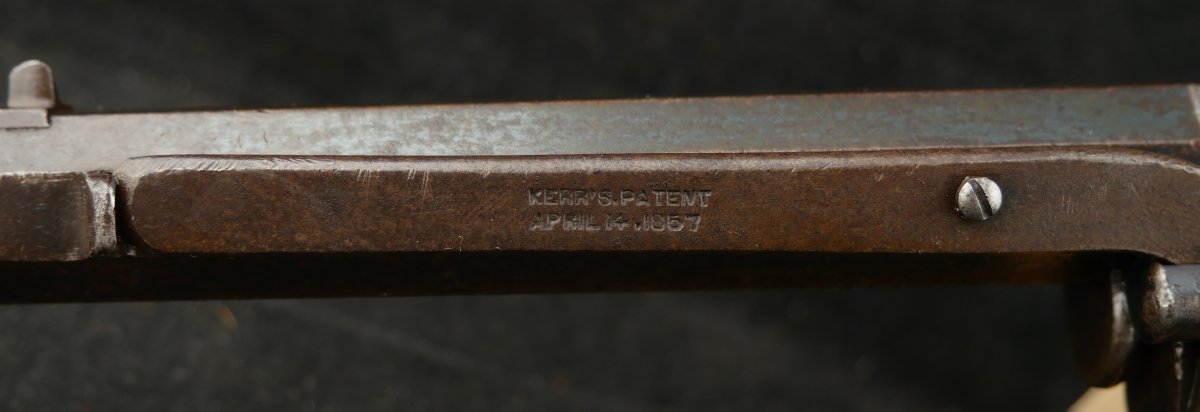 KERR'S.PATENT
APRIL 14.1857